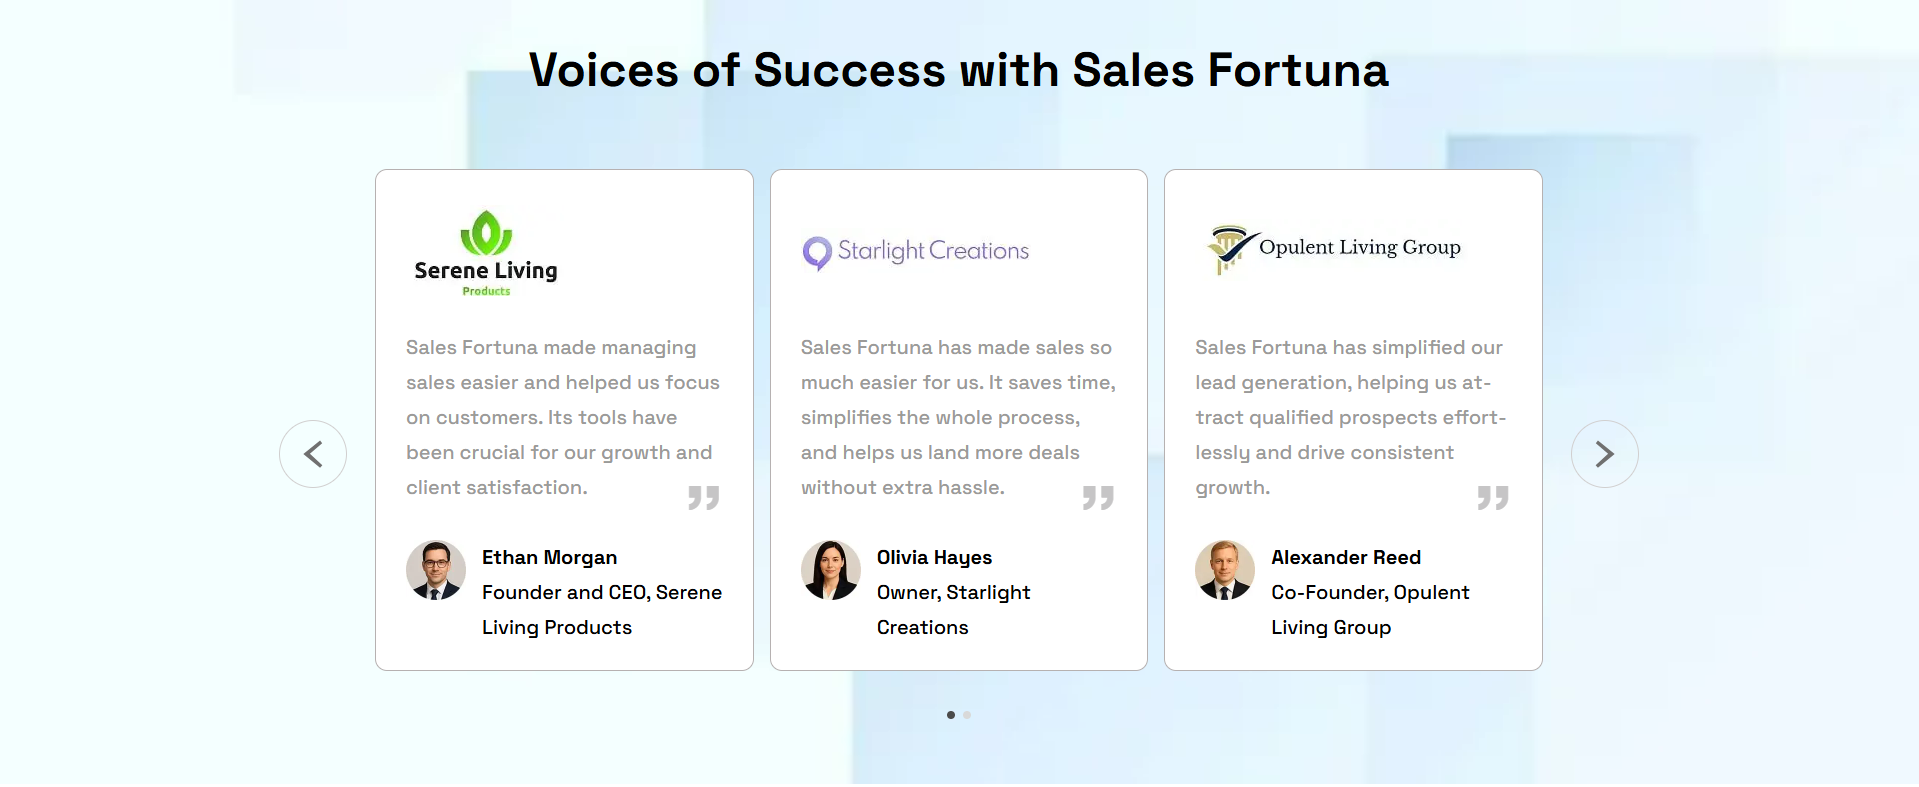 Voices of Success with Sales Fortuna
Serene Living
Products
Sales Fortuna made managing
sales easier and helped us focus
on customers. Its tools have
been crucial for our growth and
client satisfaction.
”
Ethan Morgan
Founder and CEO, Serene
Living Products
Starlight Creations
Sales Fortuna has made sales so
much easier for us. It saves time,
simplifies the whole process,
and helps us land more deals
without extra hassle.
”
Olivia Hayes
Owner, Starlight
Creations
Opulent Living Group
Sales Fortuna has simplified our
lead generation, helping us at-
tract qualified prospects effort-
lessly and drive consistent
growth.
”
Alexander Reed
Co-Founder, Opulent
Living Group